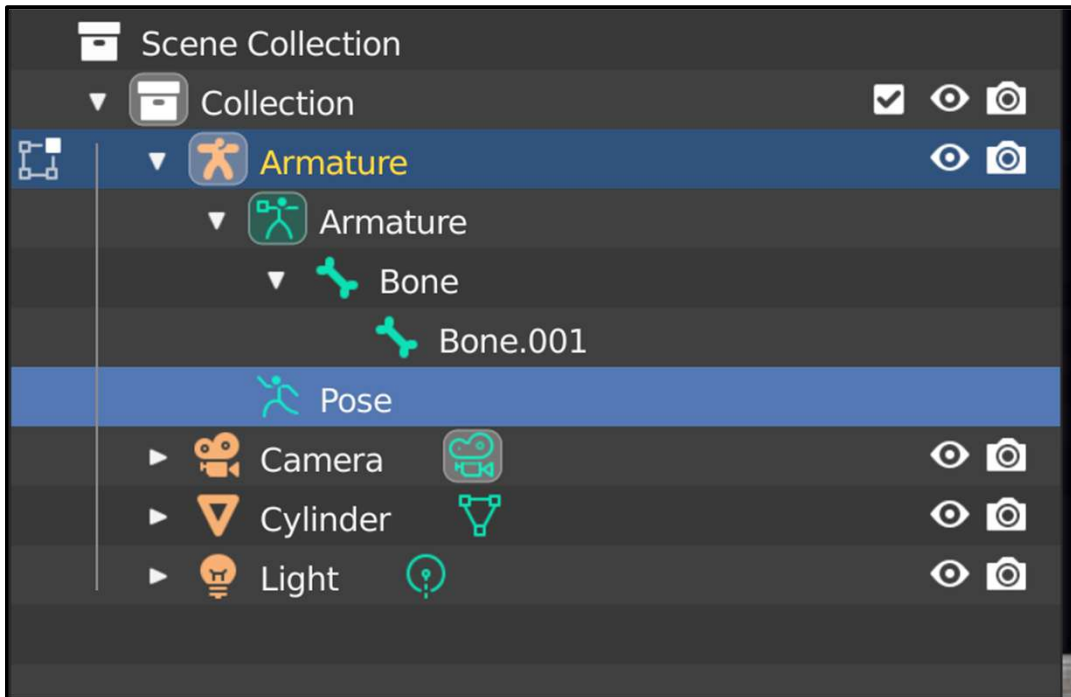 Scene Collection
Collection
Armature
Armature
Bone
Bone.001
Pose
Camera
Cylinder
Light